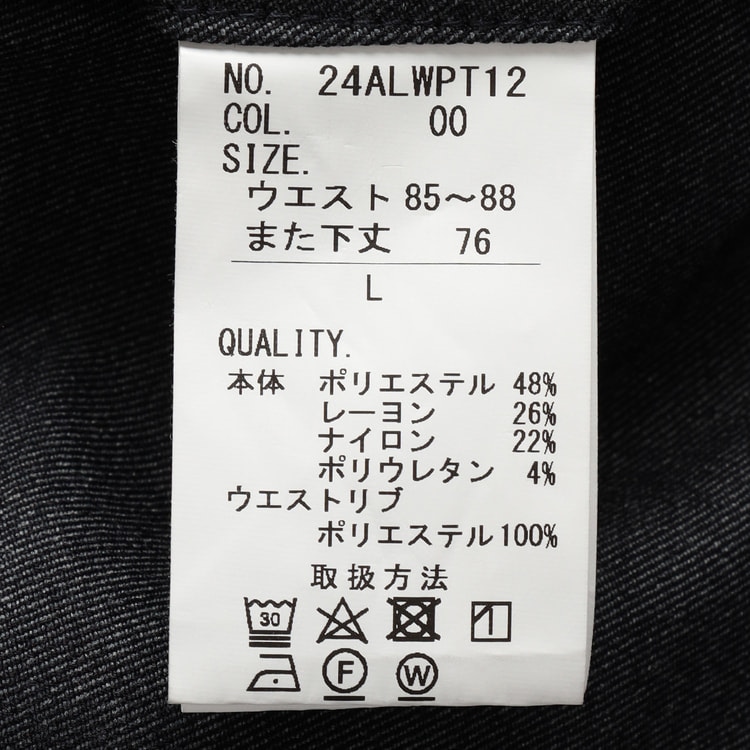 NO. 24ALWPT12
COL. 00
SIZE.
ウエスト 85～88
また下丈 76
L
QUALITY.
本体 ポリエステル 48%
レーヨン 26%
ナイロン 22%
ポリウレタン 4%
ウエストリブ
ポリエステル 100%
取扱方法
30
F W